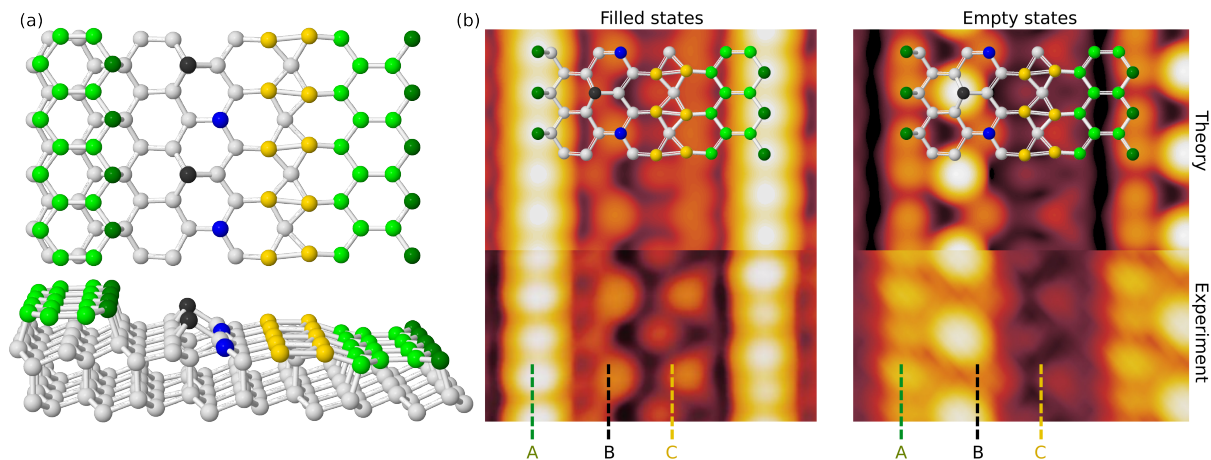 (a)
(b)
Filled states
Empty states
Theory
Experiment
A
B
C
A
B
C